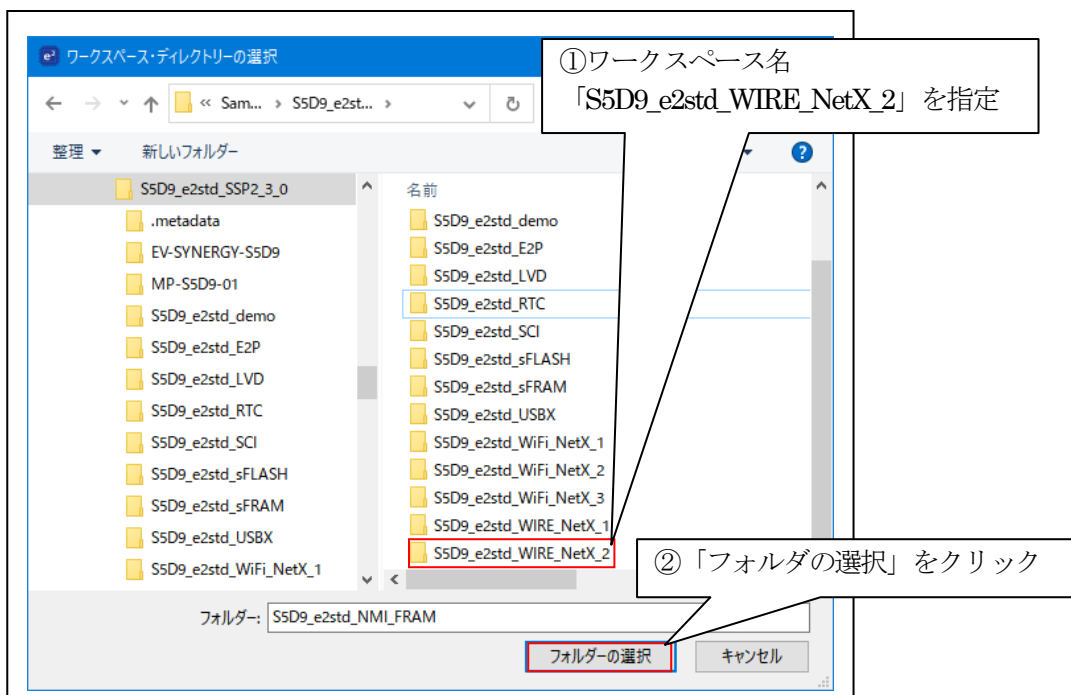 ワークスペース・ディレクトリーの選択
①ワークスペース名
「S5D9_e2std_WIRE_NetX_2」を指定
« Sam... › S5D9_e2st... ›
整理 新しいフォルダー
S5D9_e2std_SSP2_3_0
.metadata
EV-SYNERGY-S5D9
MP-S5D9-01
S5D9_e2std_demo
S5D9_e2std_E2P
S5D9_e2std_LVD
S5D9_e2std_RTC
S5D9_e2std_SCI
S5D9_e2std_sFLASH
S5D9_e2std_sFRAM
S5D9_e2std_USBX
S5D9_e2std_WiFi_NetX_1
名前
S5D9_e2std_demo
S5D9_e2std_E2P
S5D9_e2std_LVD
S5D9_e2std_RTC
S5D9_e2std_SCI
S5D9_e2std_sFLASH
S5D9_e2std_sFRAM
S5D9_e2std_USBX
S5D9_e2std_WiFi_NetX_1
S5D9_e2std_WiFi_NetX_2
S5D9_e2std_WiFi_NetX_3
S5D9_e2std_WIRE_NetX_1
S5D9_e2std_WIRE_NetX_2
②「フォルダの選択」をクリック
フォルダー: S5D9_e2std_NMI_FRAM
フォルダーの選択 キャンセル